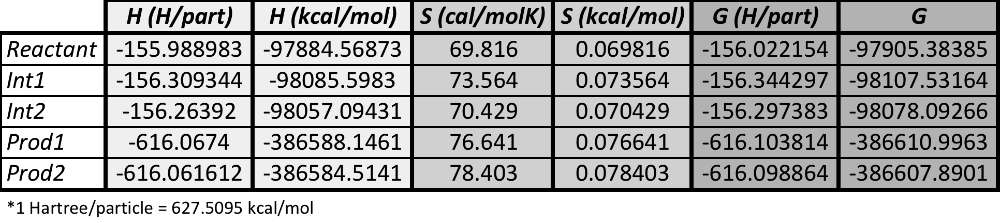 H (H/part) H (kcal/mol) S (cal/molK) S (kcal/mol) G (H/part) G
Reactant -155.988983 -97884.56873 69.816 0.069816 -156.022154 -97905.38385
Int1 -156.309344 -98085.5983 73.564 0.073564 -156.344297 -98107.53164
Int2 -156.26392 -98057.09431 70.429 0.070429 -156.297383 -98078.09266
Prod1 -616.0674 -386588.1461 76.641 0.076641 -616.103814 -386610.9963
Prod2 -616.061612 -386584.5141 78.403 0.078403 -616.098864 -386607.8901
*1 Hartree/particle = 627.5095 kcal/mol